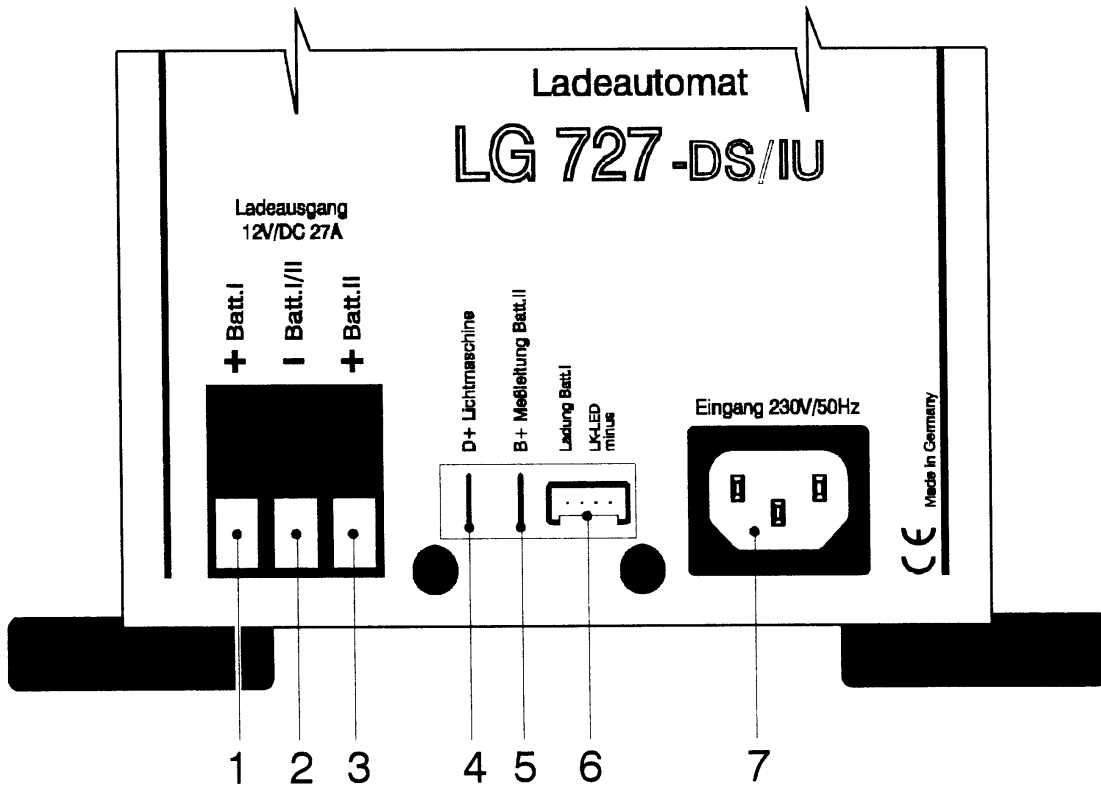 Ladeautomat
LG 727-DS/IU
Ladeausgang
12V/DC 27A
+ Batt.I
- Batt.I/II
+ Batt.II
D+ Lichtmaschine
B+ Meßleitung Batt.II
Ladung Batt.I
LK-LED
minus
Eingang 230V/50Hz
Made in Germany
CE
1 2 3 4 5 6 7